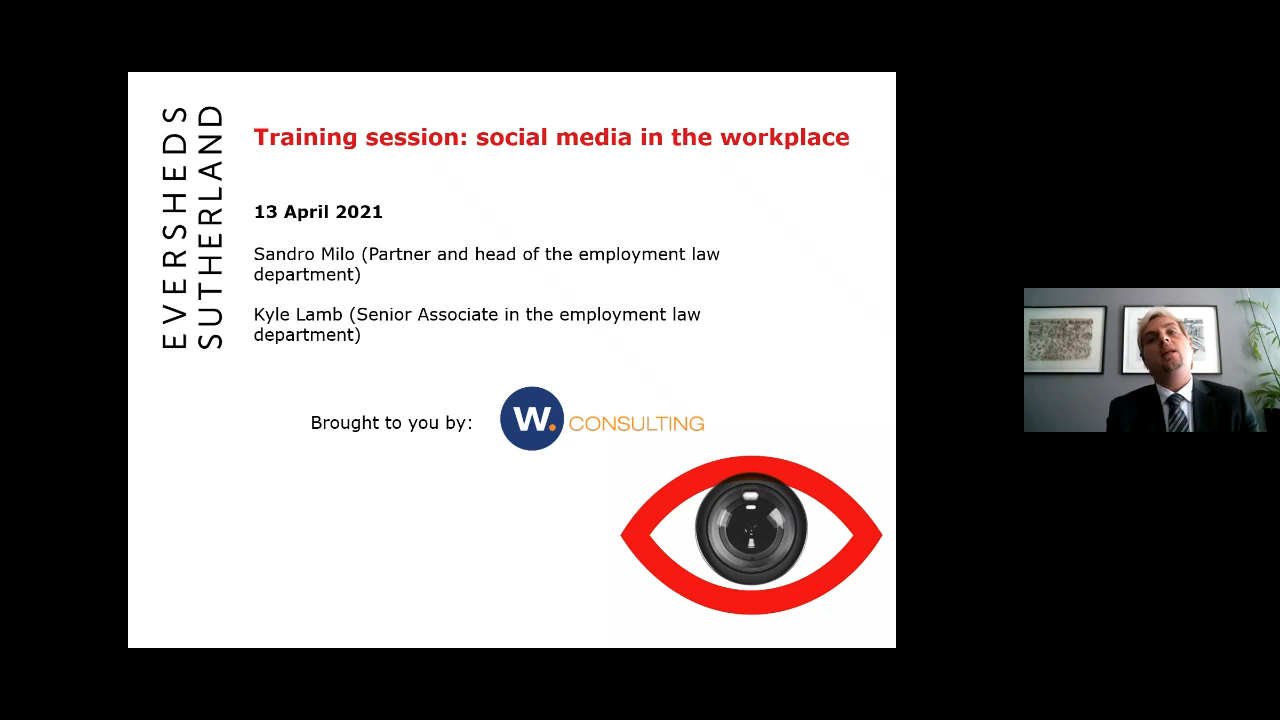 EVERSHEDS
SUTHERLAND
Training session: social media in the workplace
13 April 2021
Sandro Milo (Partner and head of the employment law
department)
Kyle Lamb (Senior Associate in the employment law
department)
Brought to you by:
W.
CONSULTING